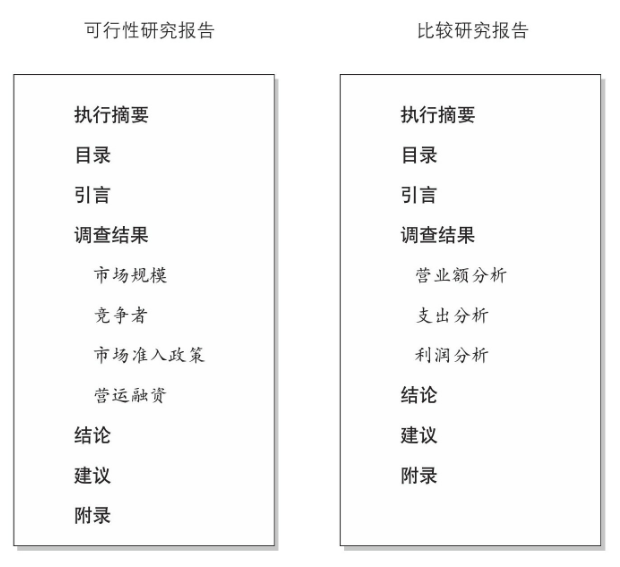 可行性研究报告
执行摘要
目录
引言
调查结果
市场规模
竞争者
市场准入政策
营运融资
结论
建议
附录
比较研究报告
执行摘要
目录
引言
调查结果
营业额分析
支出分析
利润分析
结论
建议
附录